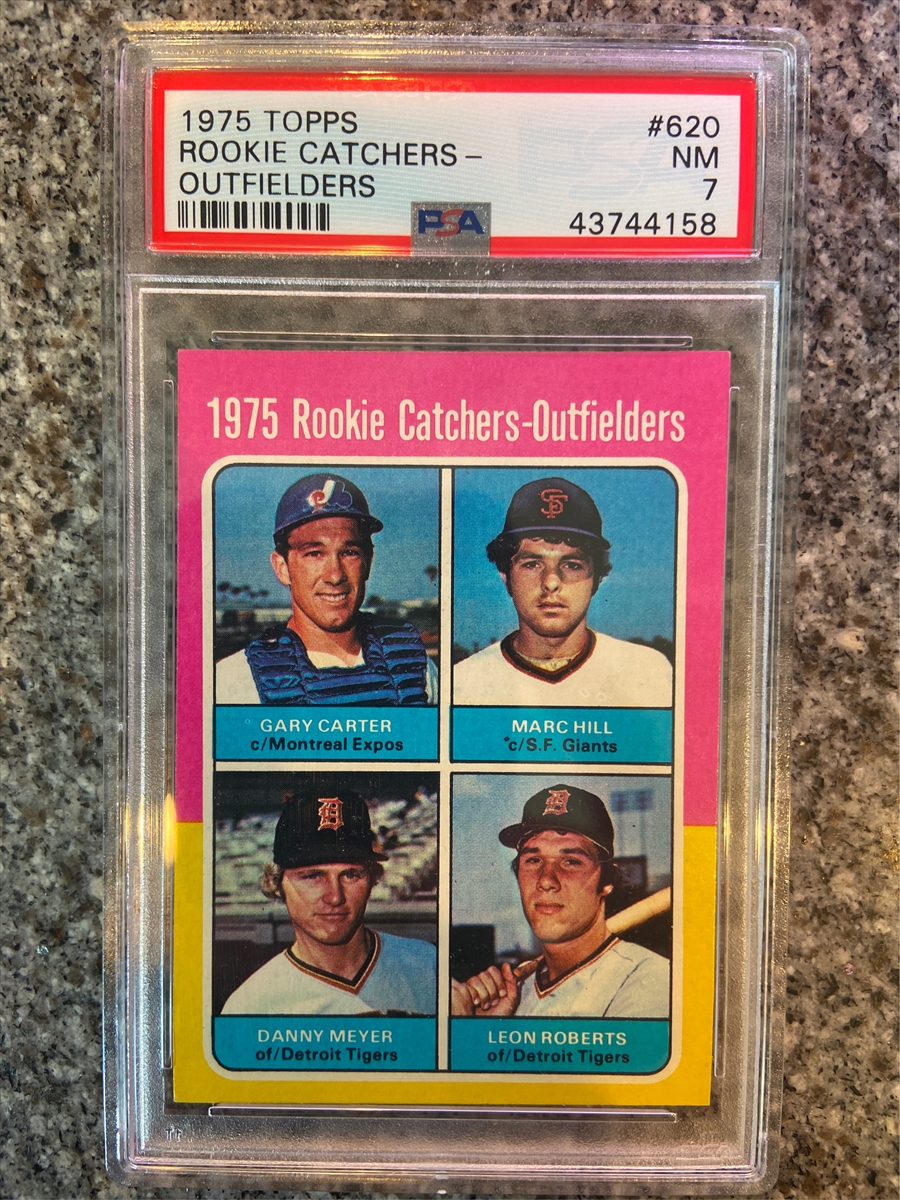 1975 TOPPS #620
ROOKIE CATCHERS- NM
OUTFIELDERS 7
PSA 43744158
1975 Rookie Catchers-Outfielders
GARY CARTER
c/Montreal Expos
MARC HILL
*c/S.F. Giants
DANNY MEYER
of/Detroit Tigers
LEON ROBERTS
of/Detroit Tigers